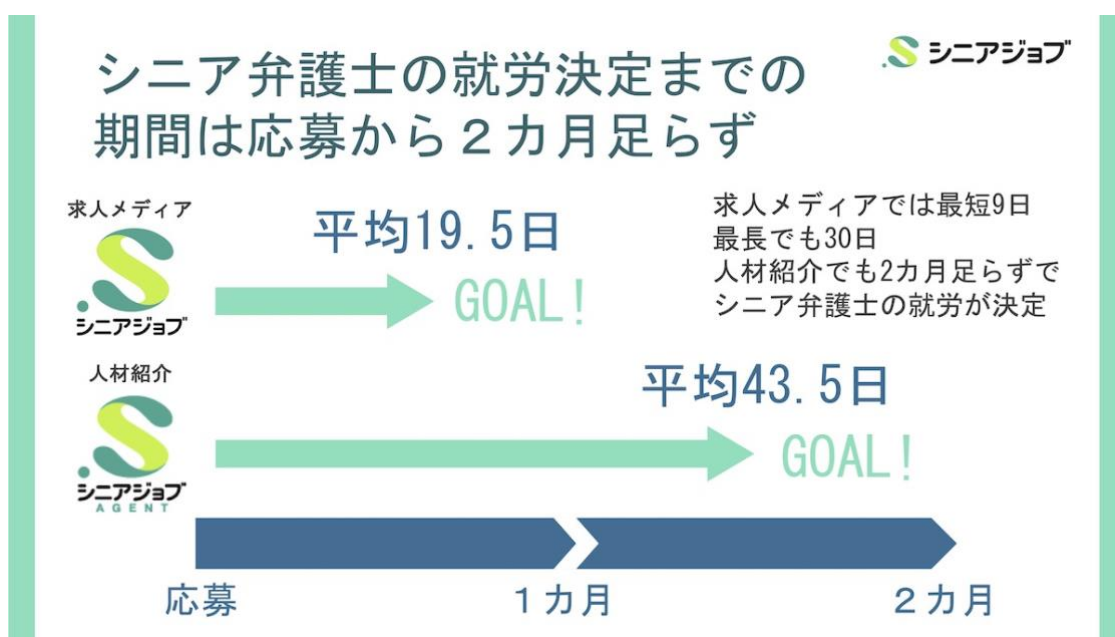 シニア弁護士の就労決定までの
期間は応募から2カ月足らず
シニアジョブ
求人メディア
シニアジョブ
平均19.5日
GOAL!
求人メディアでは最短9日
最長でも30日
人材紹介でも2カ月足らずで
シニア弁護士の就労が決定
人材紹介
シニアジョブ
AGENT
平均43.5日
GOAL!
応募
1カ月
2カ月